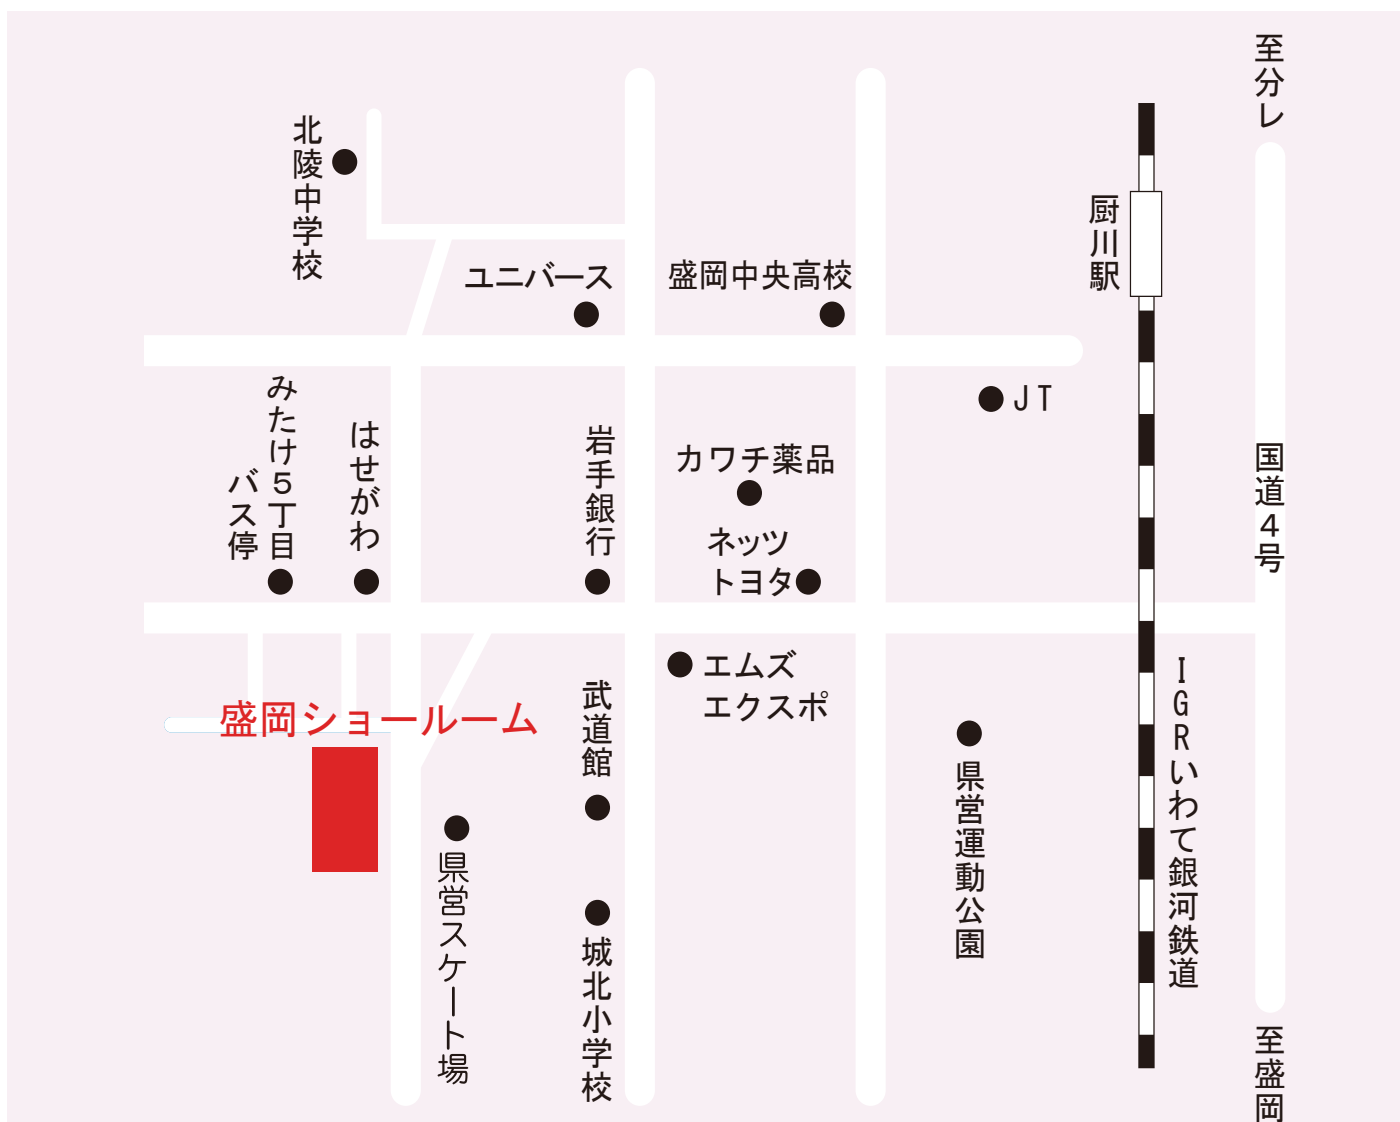 至分レ
北陵中学校
厨川駅
ユニバース
盛岡中央高校
みたけ5丁目
バス停
はせがわ
JT
岩手銀行
カワチ薬品
国道4号
ネッツ
トヨタ
エムズ
エクスポ
IGRいわて銀河鉄道
盛岡ショールーム
武道館
県営運動公園
県営スケート場
城北小学校
至盛岡